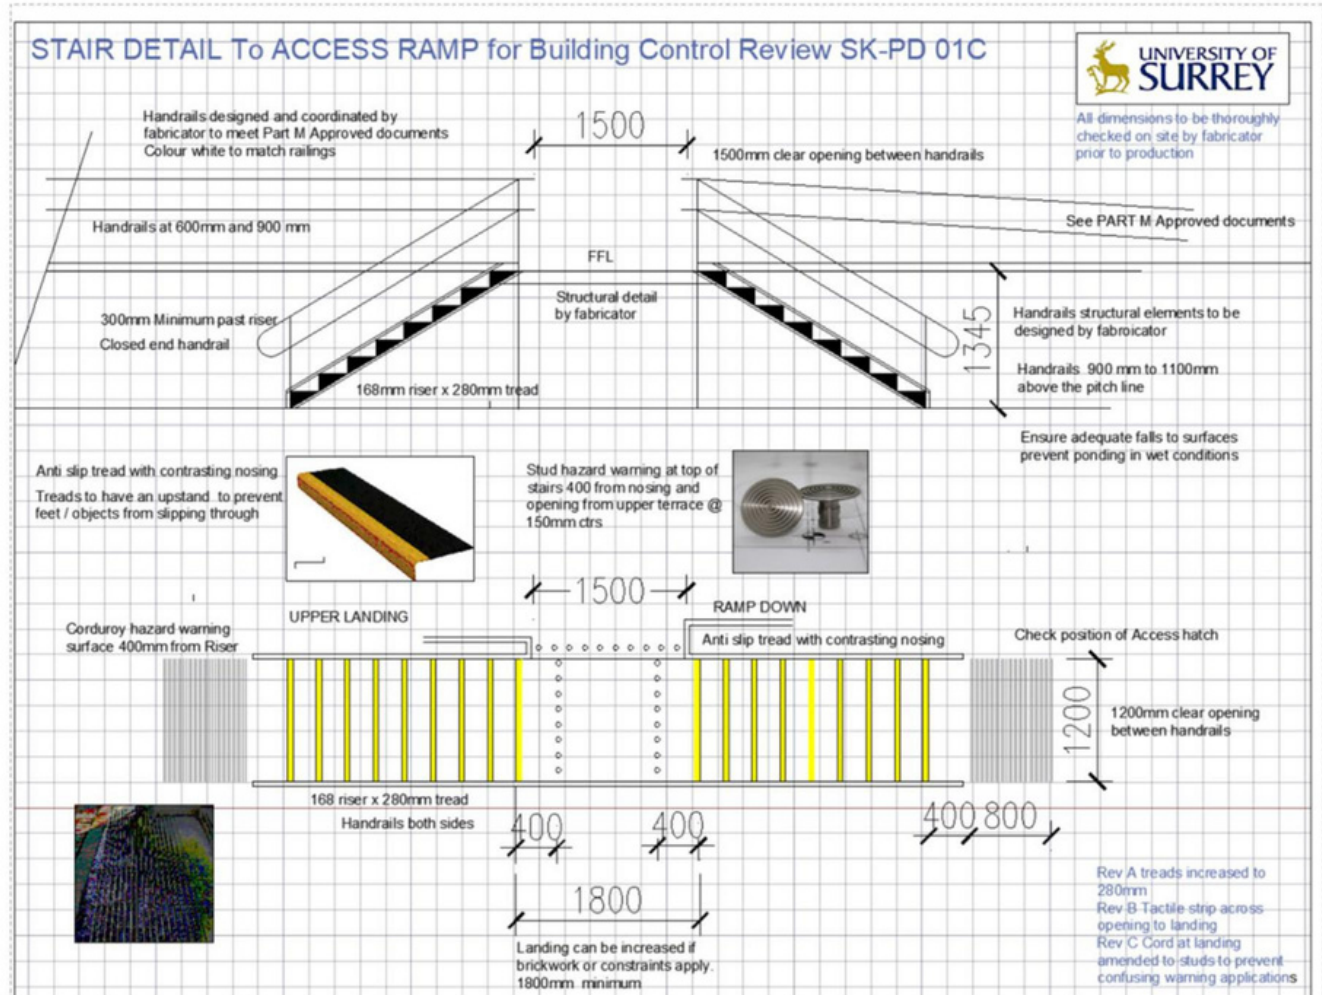 STAIR DETAIL To ACCESS RAMP for Building Control Review SK-PD 01C
UNIVERSITY OF
SURREY
All dimensions to be thoroughly
checked on site by fabricator
prior to production
Handrails designed and coordinated by
fabricator to meet Part M Approved documents
Colour white to match railings
1500
1500mm clear opening between handrails
Handrails at 600mm and 900 mm
See PART M Approved documents
FFL
Structural detail
by fabricator
300mm Minimum past riser
Closed end handrail
168mm riser x 280mm tread
1345
Handrails structural elements to be
designed by fabroicator
Handrails 900 mm to 1100mm
above the pitch line
Ensure adequate falls to surfaces
prevent ponding in wet conditions
Anti slip tread with contrasting nosing
Treads to have an upstand to prevent
feet / objects from slipping through
Stud hazard warning at top of
stairs 400 from nosing and
opening from upper terrace @
150mm ctrs
1500
UPPER LANDING
RAMP DOWN
Corduroy hazard warning
surface 400mm from Riser
Anti slip tread with contrasting nosing
Check position of Access hatch
1200
1200mm clear opening
between handrails
168 riser x 280mm tread
Handrails both sides
400
400
400
800
1800
Landing can be increased if
brickwork or constraints apply.
1800mm minimum
Rev A treads increased to
280mm
Rev B Tactile strip across
opening to landing
Rev C Cord at landing
amended to studs to prevent
confusing warning applications